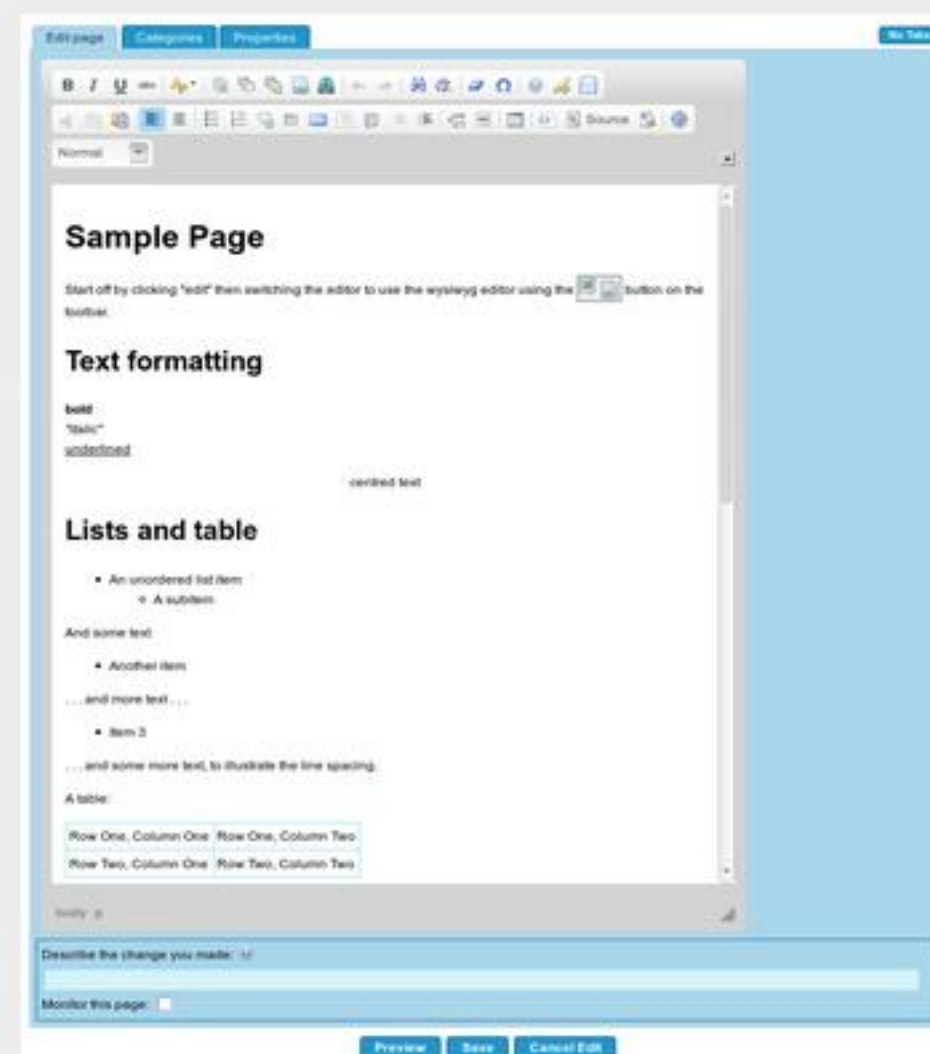 Edit page Categories Properties
B I U
Source
Normal
Sample Page
Start off by clicking "edit" then switching the editor to use the wysiwyg editor using the button on the
toolbar.
Text formatting
bold
"italic"
underlined
centred text
Lists and table
An unordered list item
A subitem
And some text
Another item
. . . and more text . . .
Item 3
. . . and some more text, to illustrate the line spacing.
A table:
Row One, Column One Row One, Column Two
Row Two, Column One Row Two, Column Two
body p
Describe the change you made:
Monitor this page:
Preview Save Cancel Edit